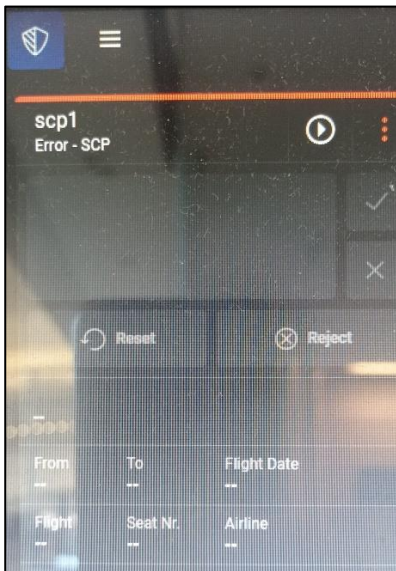 scp1
Error - SCP
Reset Reject
–
From To Flight Date
-- -- --
Flight Seat Nr. Airline
-- -- --